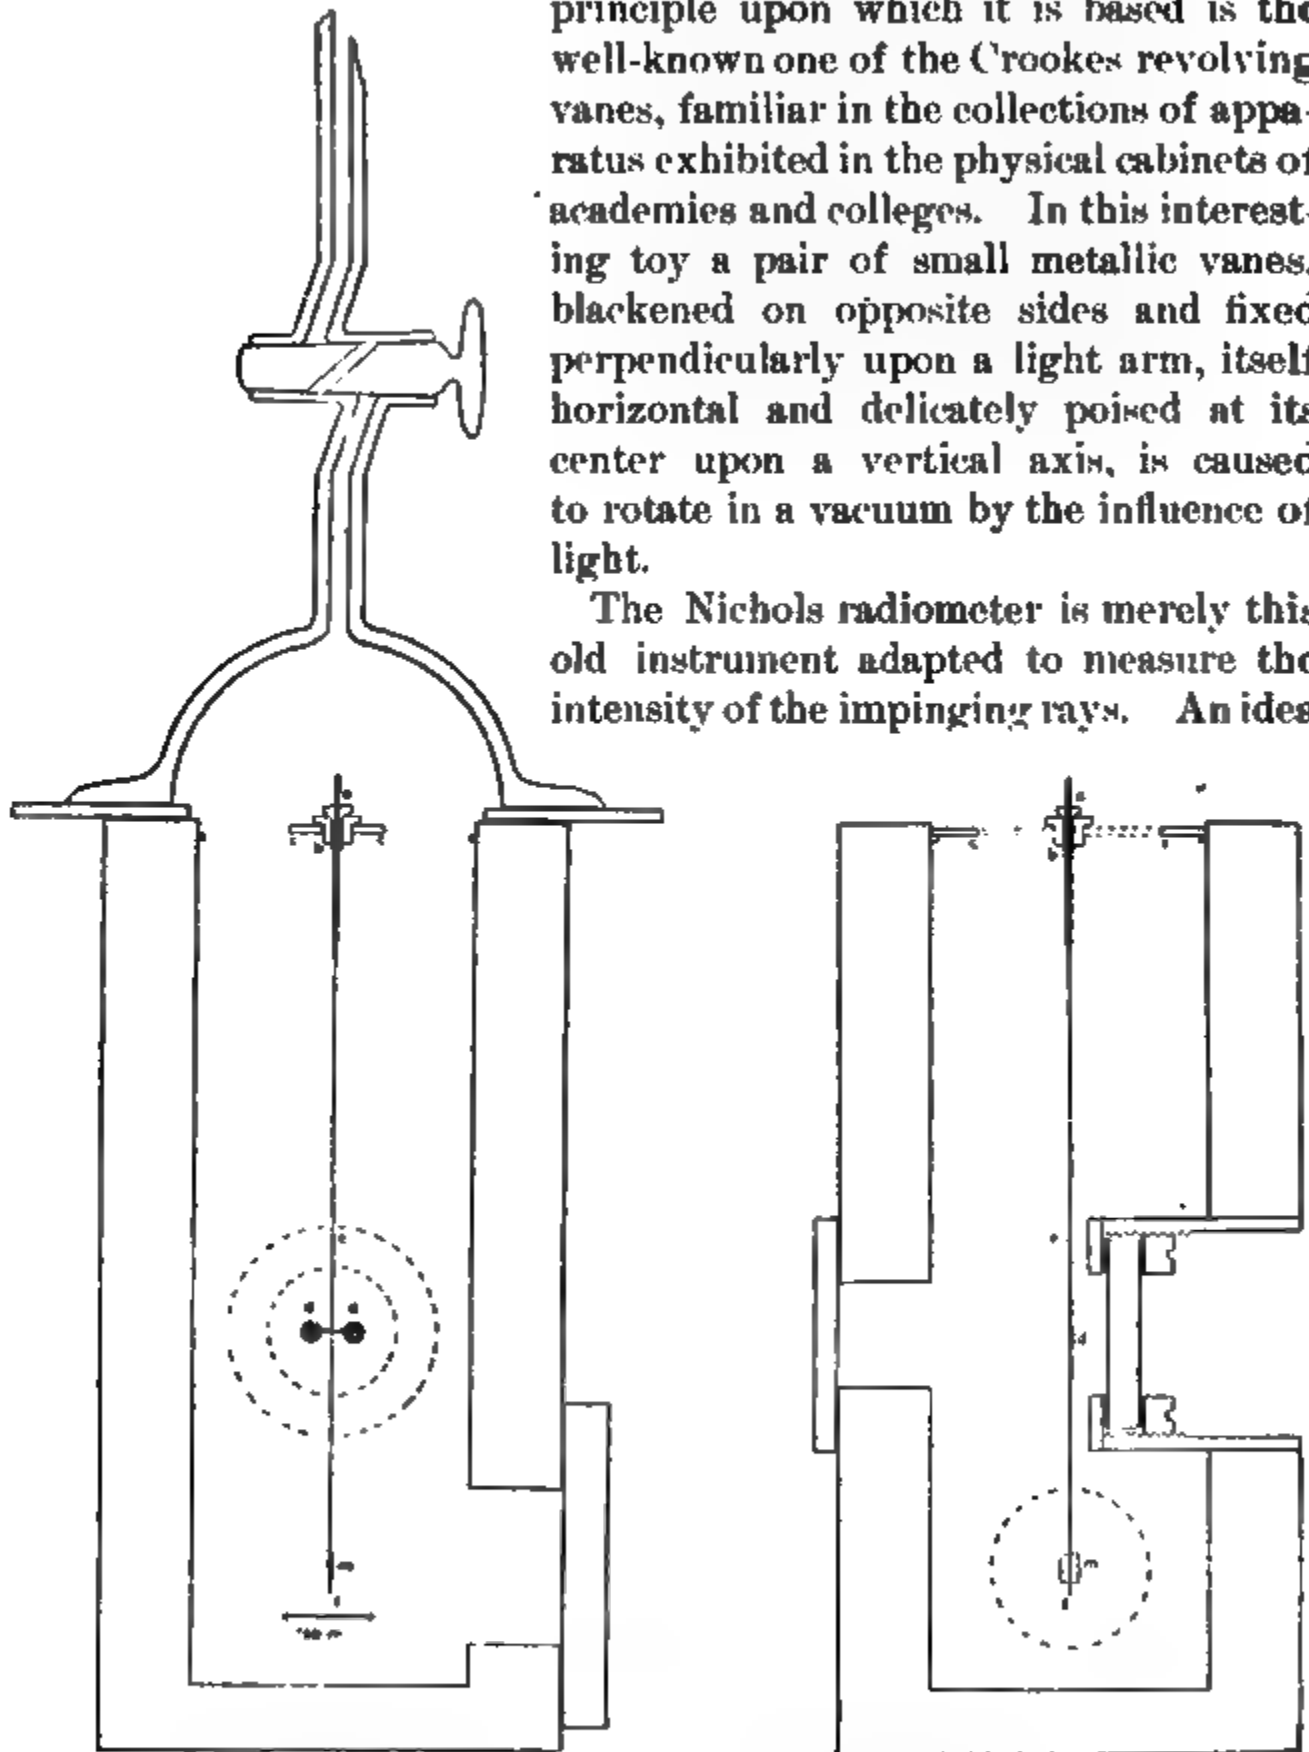 principle upon which it is based is the
well-known one of the Crookes revolving
vanes, familiar in the collections of appa-
ratus exhibited in the physical cabinets of
academies and colleges. In this interest-
ing toy a pair of small metallic vanes,
blackened on opposite sides and fixed
perpendicularly upon a light arm, itself
horizontal and delicately poised at its
center upon a vertical axis, is caused
to rotate in a vacuum by the influence of
light.
The Nichols radiometer is merely this
old instrument adapted to measure the
intensity of the impinging rays. An idea